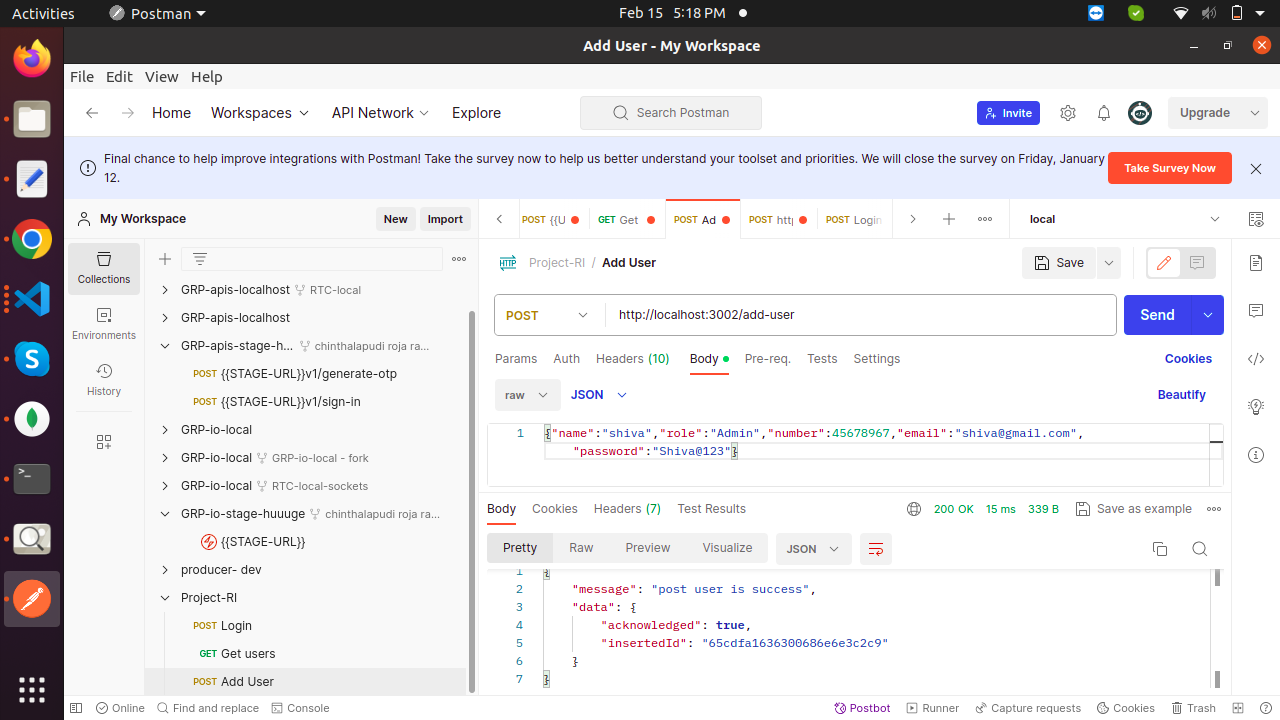 Activities
Postman
Feb 15 5:18 PM
Add User - My Workspace
File Edit View Help
Home Workspaces API Network Explore
Search Postman
Invite
Upgrade
Final chance to help improve integrations with Postman! Take the survey now to help us better understand your toolset and priorities. We will close the survey on Friday, January
12.
Take Survey Now
My Workspace
New Import
POST {{U
GET Get
POST Ad
POST http
POST Login
local
Collections
Environments
History
GRP-apis-localhost RTC-local
GRP-apis-localhost
GRP-apis-stage-h... chinthalapudi roja ra...
POST {{STAGE-URL}}v1/generate-otp
POST {{STAGE-URL}}v1/sign-in
GRP-io-local
GRP-io-local GRP-io-local - fork
GRP-io-local RTC-local-sockets
GRP-io-stage-huuuge chinthalapudi roja ra...
{{STAGE-URL}}
producer- dev
Project-RI
POST Login
GET Get users
POST Add User
HTTP Project-RI / Add User
Save
POST http://localhost:3002/add-user
Send
Params Auth Headers (10) Body Pre-req. Tests Settings
Cookies
raw JSON
Beautify
1 {"name":"shiva","role":"Admin","number":45678967,"email":"shiva@gmail.com",
"password":"Shiva@123"}
Body Cookies Headers (7) Test Results
200 OK 15 ms 339 B Save as example
Pretty Raw Preview Visualize JSON
1 {
2 "message": "post user is success",
3 "data": {
4 "acknowledged": true,
5 "insertedId": "65cdfa1636300686e6e3c2c9"
6 }
7 }
Online Find and replace Console
Postbot Runner Capture requests Cookies Trash